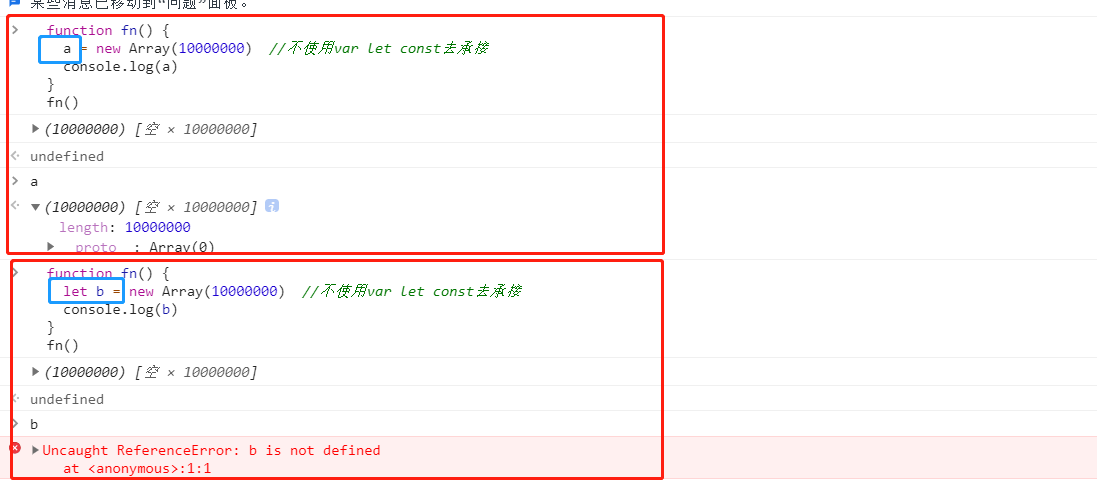 某些消息已移动到“问题”面板。
function fn() {
a = new Array(10000000) //不使用var let const去承接
console.log(a)
}
fn()
(10000000) [空 × 10000000]
undefined
a
(10000000) [空 × 10000000]
length: 10000000
proto : Array(0)
function fn() {
let b = new Array(10000000) //不使用var let const去承接
console.log(b)
}
fn()
(10000000) [空 × 10000000]
undefined
b
Uncaught ReferenceError: b is not defined
at <anonymous>:1:1